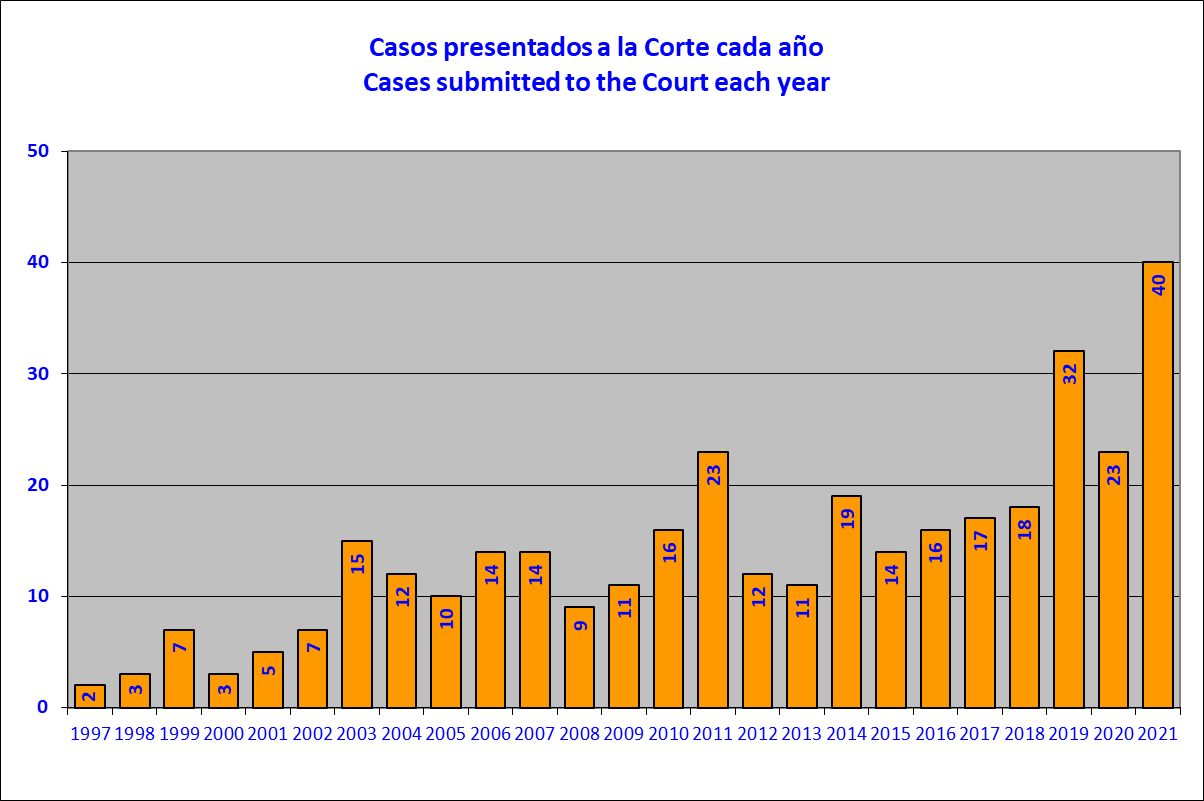 Casos presentados a la Corte cada año
Cases submitted to the Court each year
50
40
30
20
10
0
2 3 7 3 5 7 15 12 10 14 14 9 11 16 23 12 11 19 14 16 17 18 32 23 40
1997 1998 1999 2000 2001 2002 2003 2004 2005 2006 2007 2008 2009 2010 2011 2012 2013 2014 2015 2016 2017 2018 2019 2020 2021